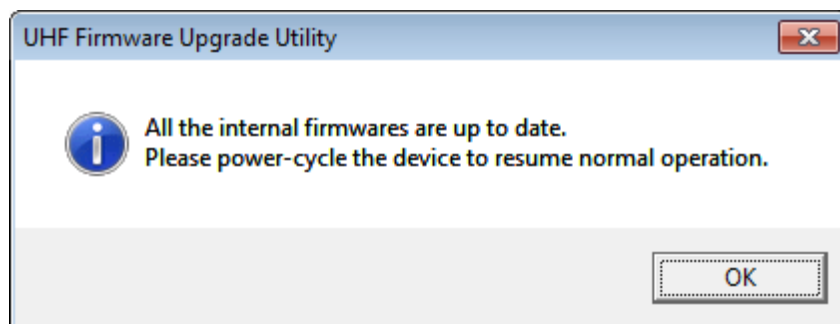 UHF Firmware Upgrade Utility
All the internal firmwares are up to date.
Please power-cycle the device to resume normal operation.
OK